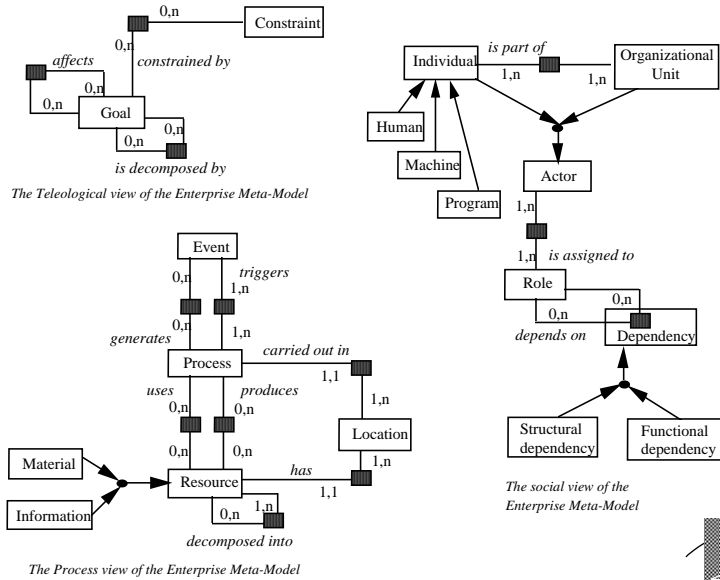 0,n
Constraint
0,n
affects
constrained by
0,n
0,n
Goal
0,n
0,n
is decomposed by
The Teleological view of the Enterprise Meta-Model
is part of
Individual
Organizational
Unit
1,n
1,n
Human
Machine
Program
Actor
1,n
1,n
is assigned to
Role
0,n
0,n
depends on
Dependency
Structural
dependency
Functional
dependency
The social view of the
Enterprise Meta-Model
Event
0,n
triggers
1,n
0,n
generates
1,n
carried out in
Process
1,1
uses
produces
0,n
0,n
1,n
Location
0,n
0,n
1,n
Material
has
Resource
1,1
Information
0,n
1,n
decomposed into
The Process view of the Enterprise Meta-Model